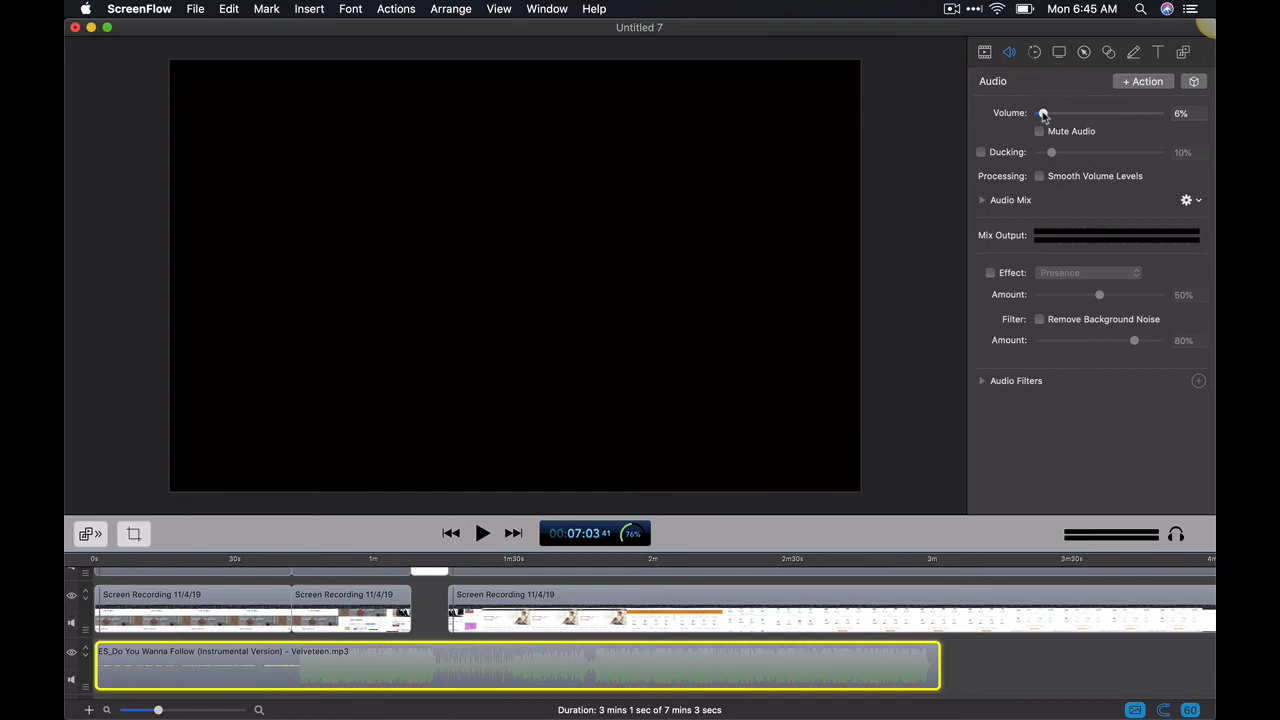 ScreenFlow File Edit Mark Insert Font Actions Arrange View Window Help Mon 6:45 AM
Untitled 7
Audio + Action
Volume: 6%
Mute Audio
Ducking: 10%
Processing: Smooth Volume Levels
Audio Mix
Mix Output:
Effect: Presence
Amount: 50%
Filter: Remove Background Noise
Amount: 80%
Audio Filters
00:07:03 41 76%
0s 30s 1m 1m30s 2m 2m30s 3m 3m30s 4m
Screen Recording 11/4/19 Screen Recording 11/4/19 Screen Recording 11/4/19
ES_Do You Wanna Follow (Instrumental Version) - Velveteen.mp3
Duration: 3 mins 1 sec of 7 mins 3 secs 60